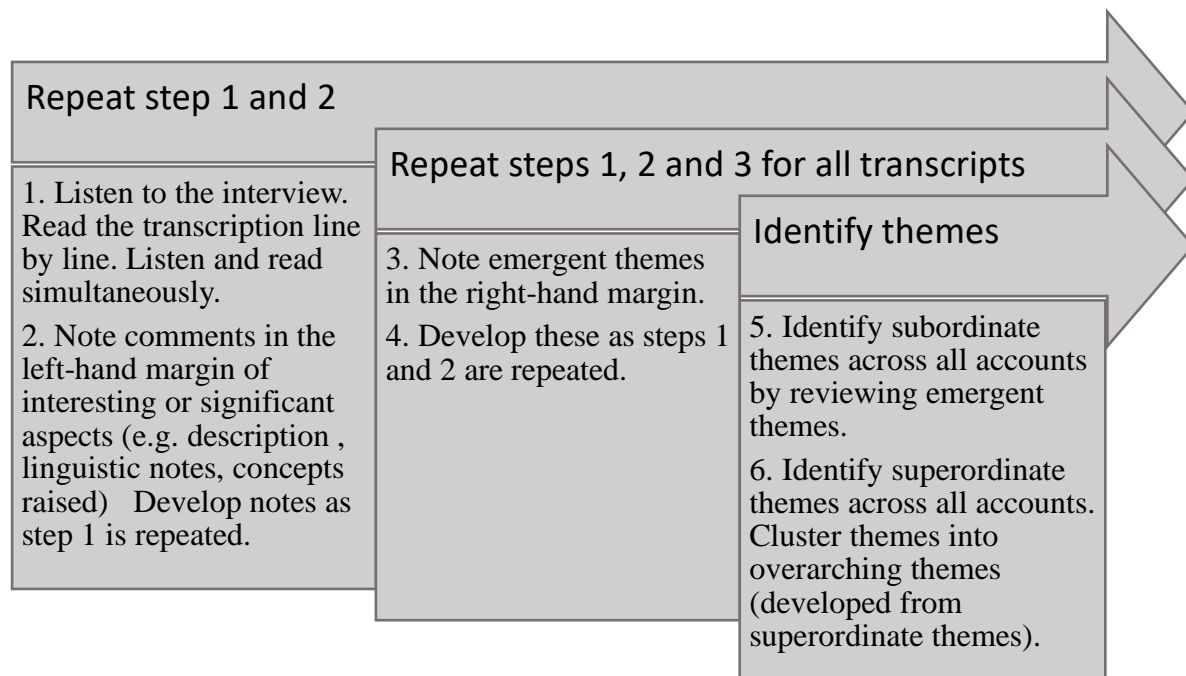 Repeat step 1 and 2
1. Listen to the interview.
Read the transcription line
by line. Listen and read
simultaneously.
2. Note comments in the
left-hand margin of
interesting or significant
aspects (e.g. description ,
linguistic notes, concepts
raised)   Develop notes as
step 1 is repeated.
Repeat steps 1, 2 and 3 for all transcripts
3. Note emergent themes
in the right-hand margin.
4. Develop these as steps 1
and 2 are repeated.
Identify themes
5. Identify subordinate
themes across all accounts
by reviewing emergent
themes.
6. Identify superordinate
themes across all accounts.
Cluster themes into
overarching themes
(developed from
superordinate themes).